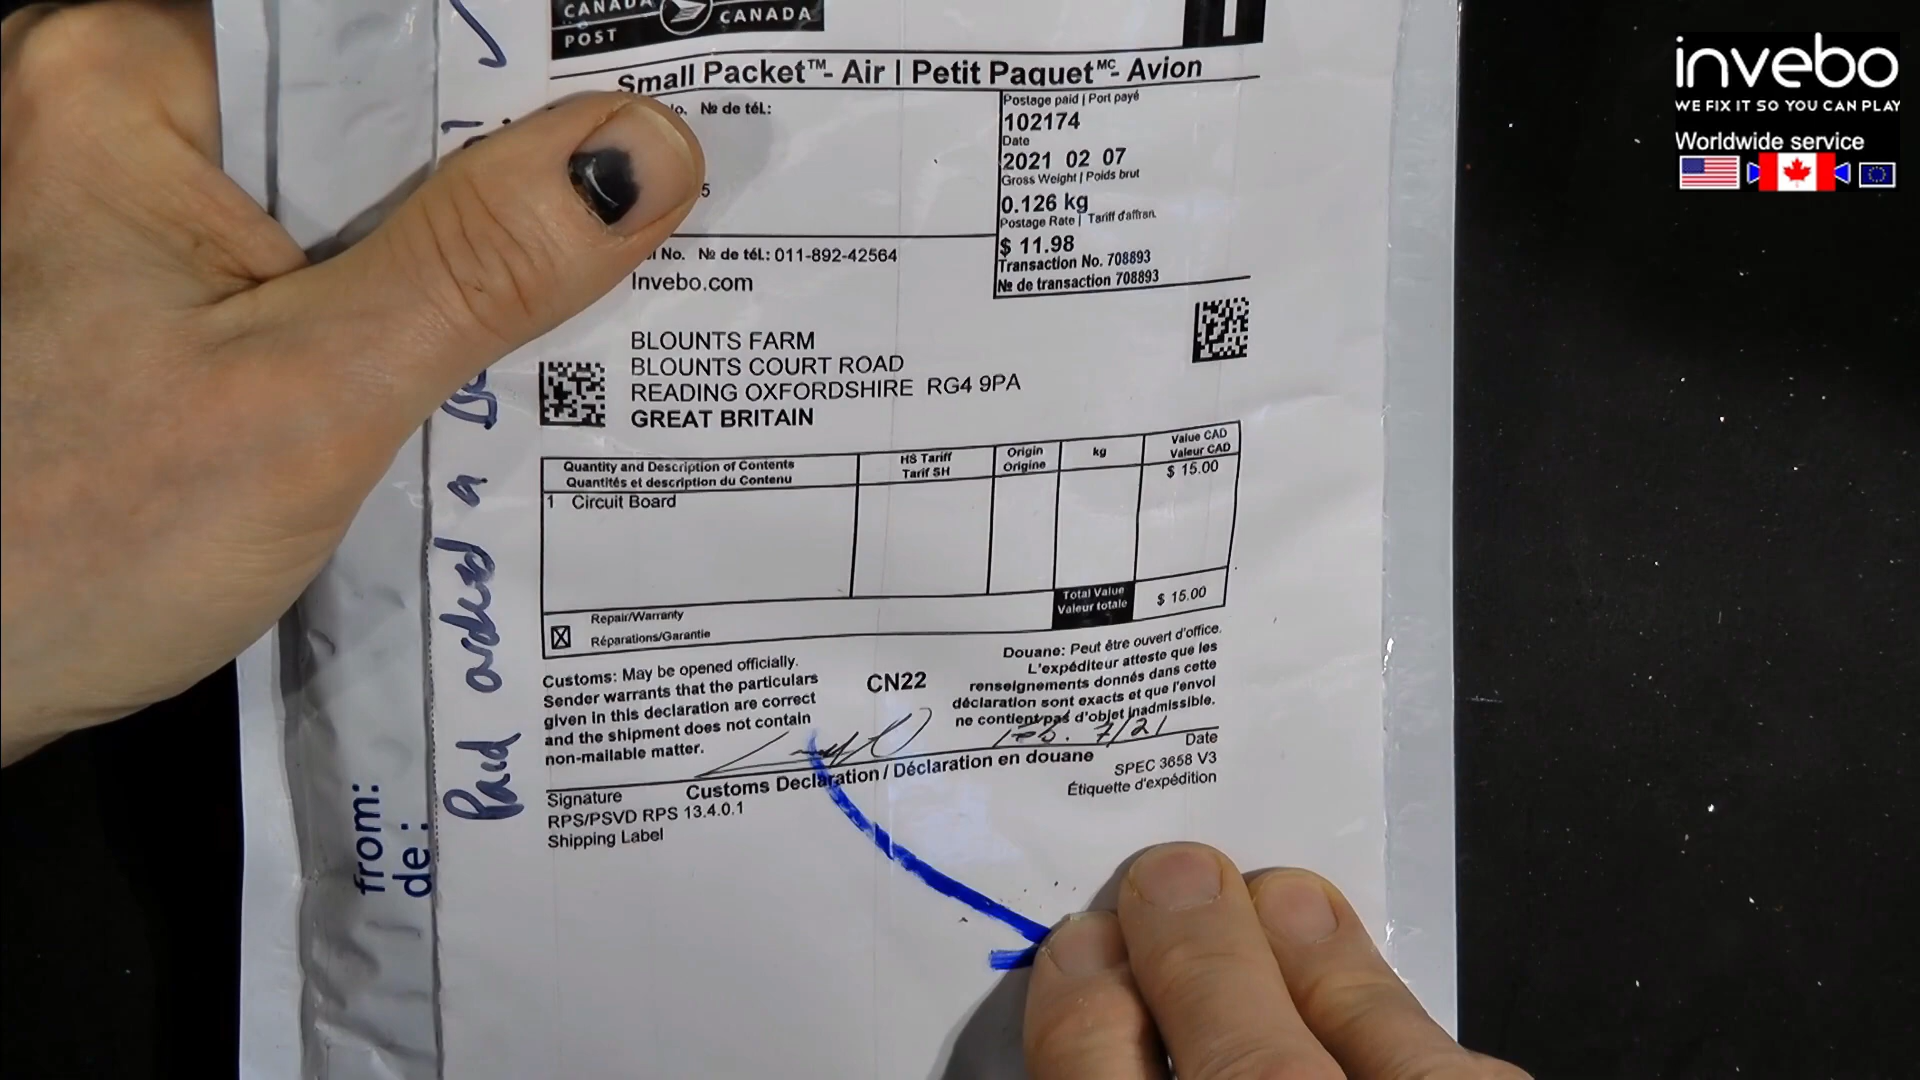 CANADA
POST
CANADA
Small Packet™- Air | Petit Paquet MC- Avion
No. № de tél.:
5
Postage paid | Port payé
102174
Date
2021 02 07
Gross Weight | Poids brut
0.126 kg
Postage Rate | Tariff d'affran.
$ 11.98
Transaction No. 708893
№ de transaction 708893
No. № de tél.: 011-892-42564
Invebo.com
BLOUNTS FARM
BLOUNTS COURT ROAD
READING OXFORDSHIRE RG4 9PA
GREAT BRITAIN
Quantity and Description of Contents
Quantités et description du Contenu
HS Tariff
Tarif SH
Origin
Origine
kg
Value CAD
Valeur CAD
1 Circuit Board
$ 15.00
Total Value
Valeur totale
$ 15.00
Repair/Warranty
Réparations/Garantie
Customs: May be opened officially.
Sender warrants that the particulars
given in this declaration are correct
and the shipment does not contain
non-mailable matter.
CN22
Douane: Peut être ouvert d'office.
L'expéditeur atteste que les
renseignements donnés dans cette
déclaration sont exacts et que l'envoi
ne contient pas d'objet inadmissible.
Feb. 7/21
Signature
Customs Declaration / Déclaration en douane
Date
RPS/PSVD RPS 13.4.0.1
Shipping Label
SPEC 3658 V3
Étiquette d'expédition
from:
de:
Paid ordered a
invebo
WE FIX IT SO YOU CAN PLAY
Worldwide service